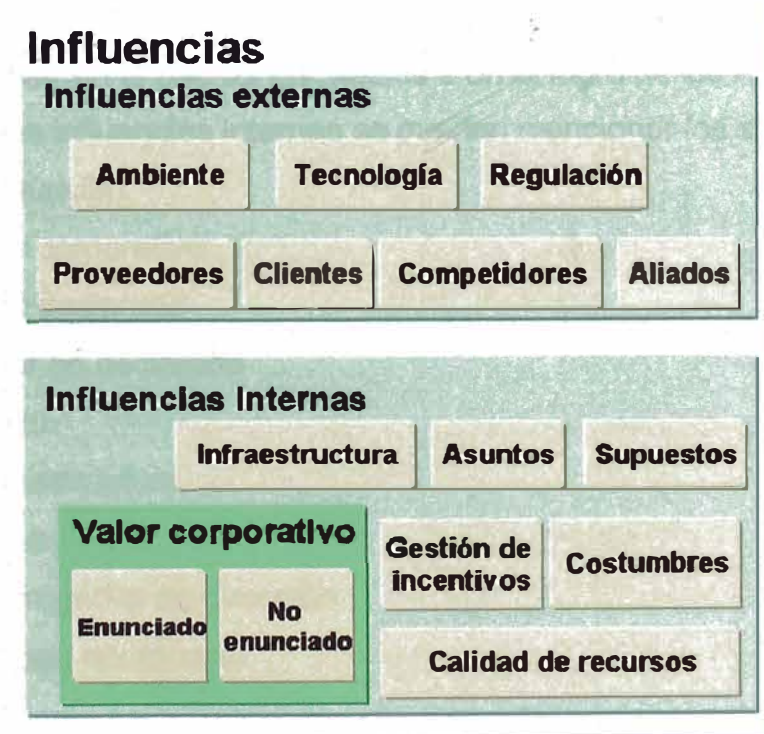 Influencias
Influencias externas
Ambiente
Tecnología
Regulación
Proveedores
Clientes
Competidores
Aliados
Influencias Internas
Infraestructura
Asuntos
Supuestos
Valor corporativo
Enunciado
No
enunciado
Gestión de
incentivos
Costumbres
Calidad de recursos